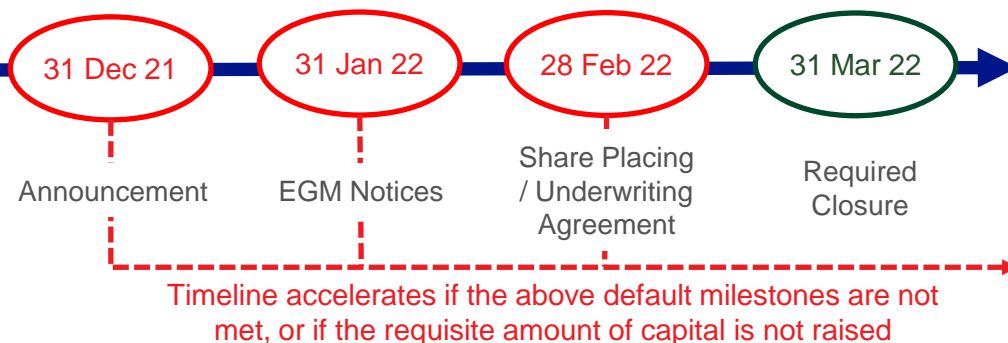 31 Dec 21
31 Jan 22
28 Feb 22
31 Mar 22
Announcement
EGM Notices
Share Placing
/ Underwriting
Agreement
Required
Closure
Timeline accelerates if the above default milestones are not
met, or if the requisite amount of capital is not raised